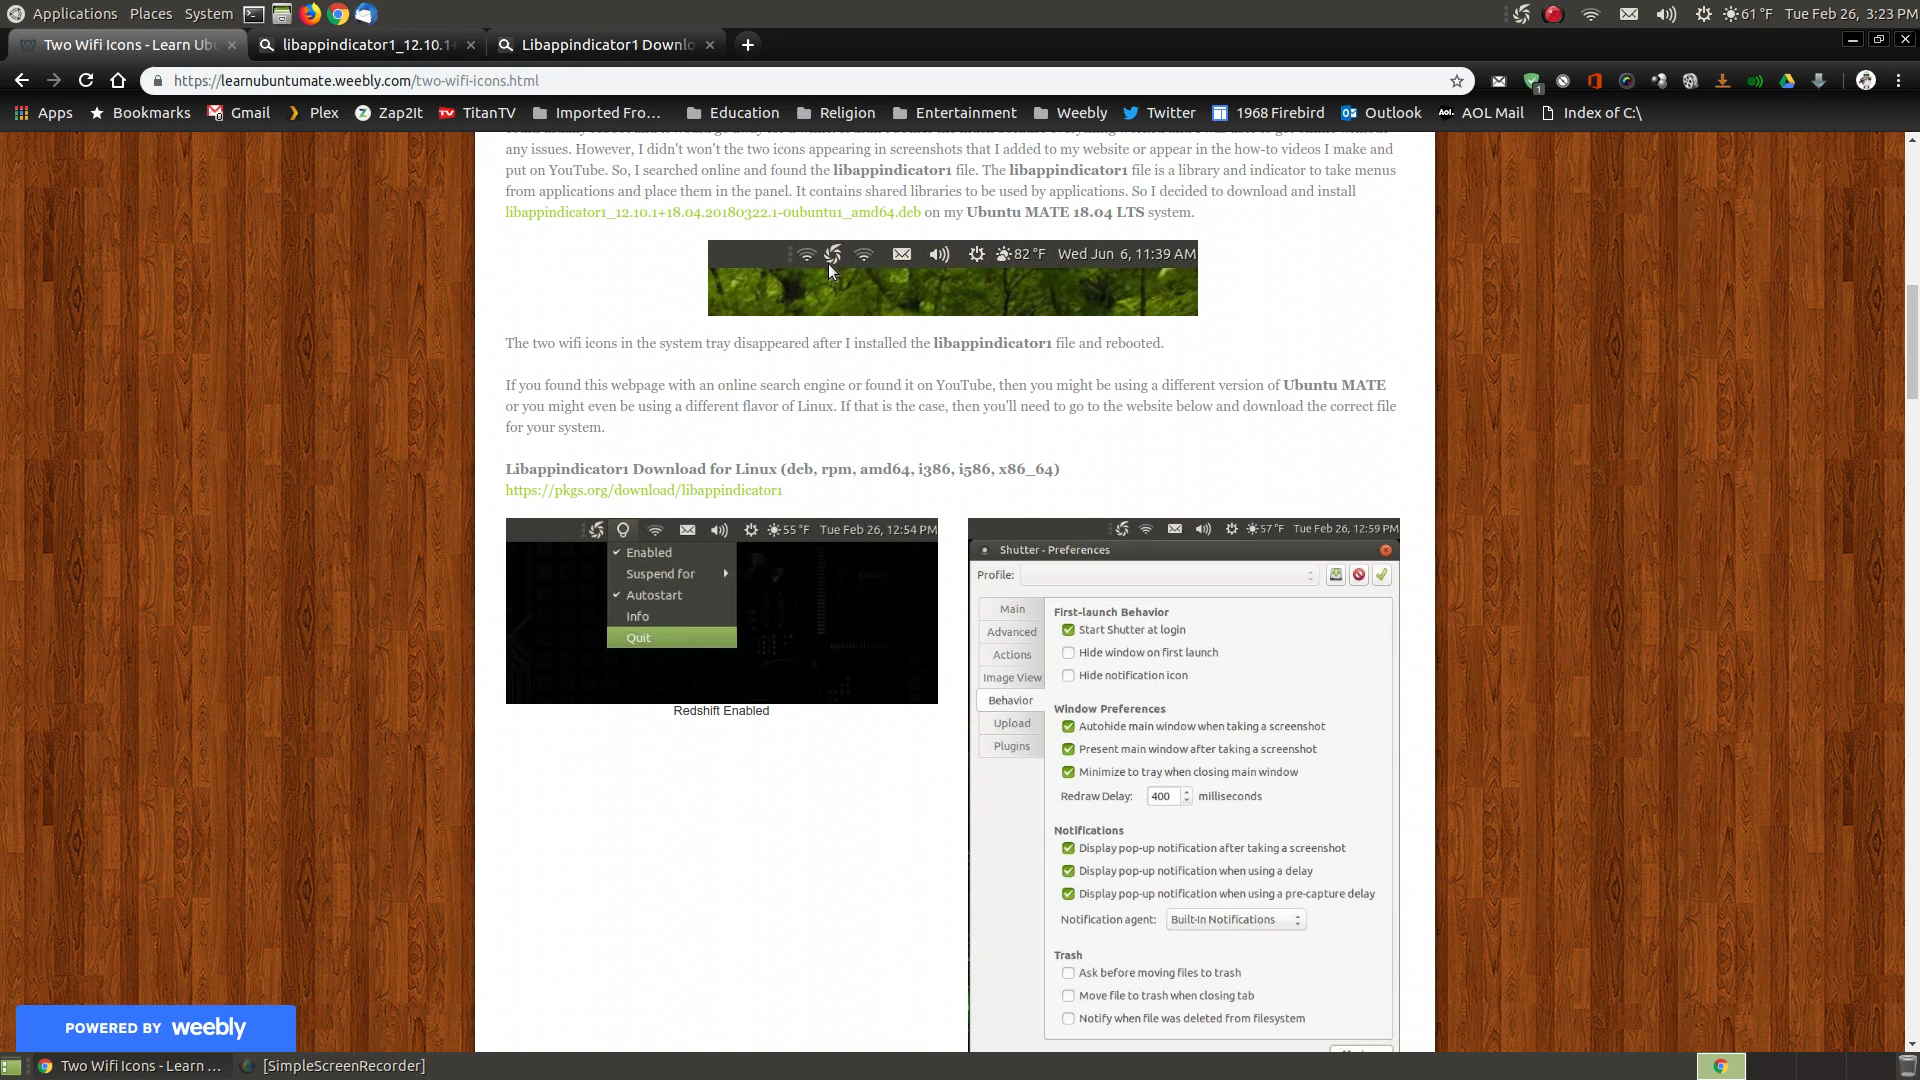 Applications Places System 61 °F Tue Feb 26, 3:23 PM
Two Wifi Icons - Learn Ub libappindicator1_12.10.1+ Libappindicator1 Downlo
https://learnubuntumate.weebly.com/two-wifi-icons.html
Apps Bookmarks Gmail Plex Zap2It TitanTV Imported Fro... Education Religion Entertainment Weebly Twitter 1968 Firebird Outlook AOL Mail Index of C:\
any issues. However, I didn't won't the two icons appearing in screenshots that I added to my website or appear in the how-to videos I make and
put on YouTube. So, I searched online and found the libappindicator1 file. The libappindicator1 file is a library and indicator to take menus
from applications and place them in the panel. It contains shared libraries to be used by applications. So I decided to download and install
libappindicator1_12.10.1+18.04.20180322.1-0ubuntu1_amd64.deb on my Ubuntu MATE 18.04 LTS system.
82 °F Wed Jun 6, 11:39 AM
The two wifi icons in the system tray disappeared after I installed the libappindicator1 file and rebooted.
If you found this webpage with an online search engine or found it on YouTube, then you might be using a different version of Ubuntu MATE
or you might even be using a different flavor of Linux. If that is the case, then you'll need to go to the website below and download the correct file
for your system.
Libappindicator1 Download for Linux (deb, rpm, amd64, i386, i586, x86_64)
https://pkgs.org/download/libappindicator1
55 °F Tue Feb 26, 12:54 PM
Enabled
Suspend for
Autostart
Info
Quit
Redshift Enabled
57 °F Tue Feb 26, 12:59 PM
Shutter - Preferences
Profile:
Main
Advanced
Actions
Image View
Behavior
Upload
Plugins
First-launch Behavior
Start Shutter at login
Hide window on first launch
Hide notification icon
Window Preferences
Autohide main window when taking a screenshot
Present main window after taking a screenshot
Minimize to tray when closing main window
Redraw Delay: 400 milliseconds
Notifications
Display pop-up notification after taking a screenshot
Display pop-up notification when using a delay
Display pop-up notification when using a pre-capture delay
Notification agent: Built-In Notifications
Trash
Ask before moving files to trash
Move file to trash when closing tab
Notify when file was deleted from filesystem
POWERED BY weebly
Two Wifi Icons - Learn ... [SimpleScreenRecorder]